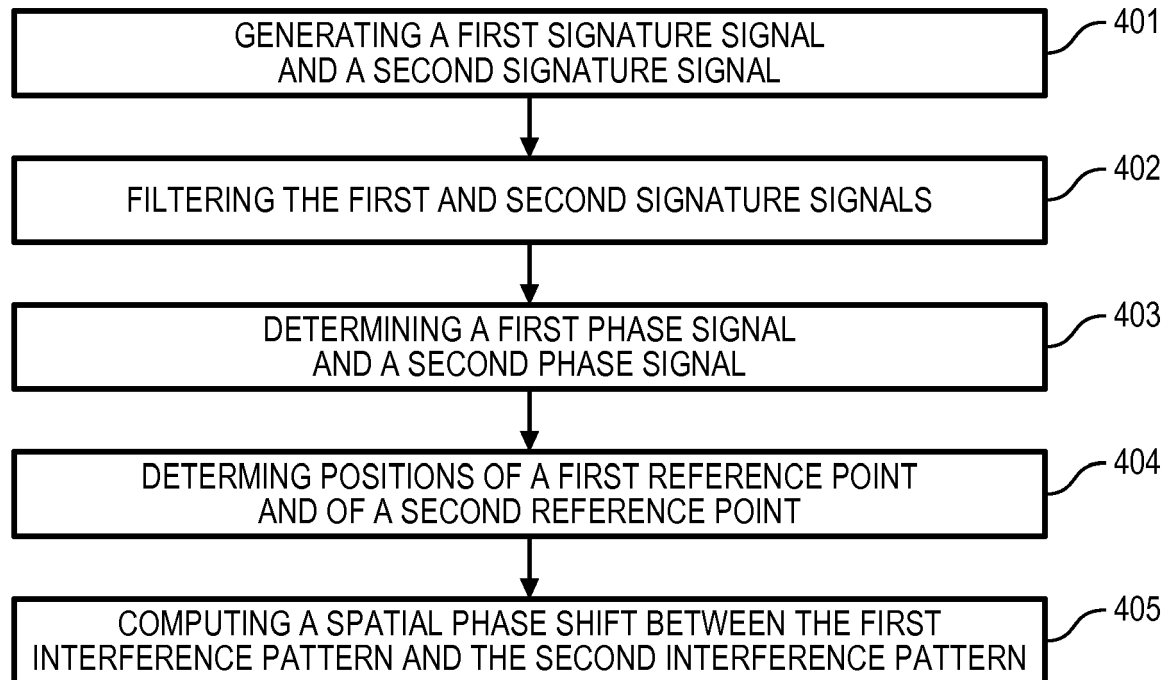 GENERATING A FIRST SIGNATURE SIGNAL
AND A SECOND SIGNATURE SIGNAL
401
FILTERING THE FIRST AND SECOND SIGNATURE SIGNALS
402
DETERMINING A FIRST PHASE SIGNAL
AND A SECOND PHASE SIGNAL
403
DETERMING POSITIONS OF A FIRST REFERENCE POINT
AND OF A SECOND REFERENCE POINT
404
COMPUTING A SPATIAL PHASE SHIFT BETWEEN THE FIRST
INTERFERENCE PATTERN AND THE SECOND INTERFERENCE PATTERN
405